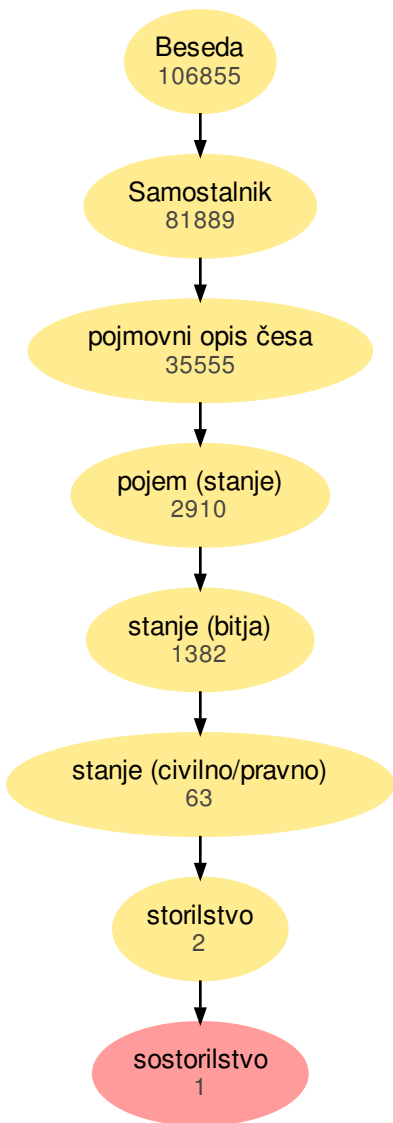 Beseda
106855
Samostalnik
81889
pojmovni opis česa
35555
pojem (stanje)
2910
stanje (bitja)
1382
stanje (civilno/pravno)
63
storilstvo
2
sostorilstvo
1